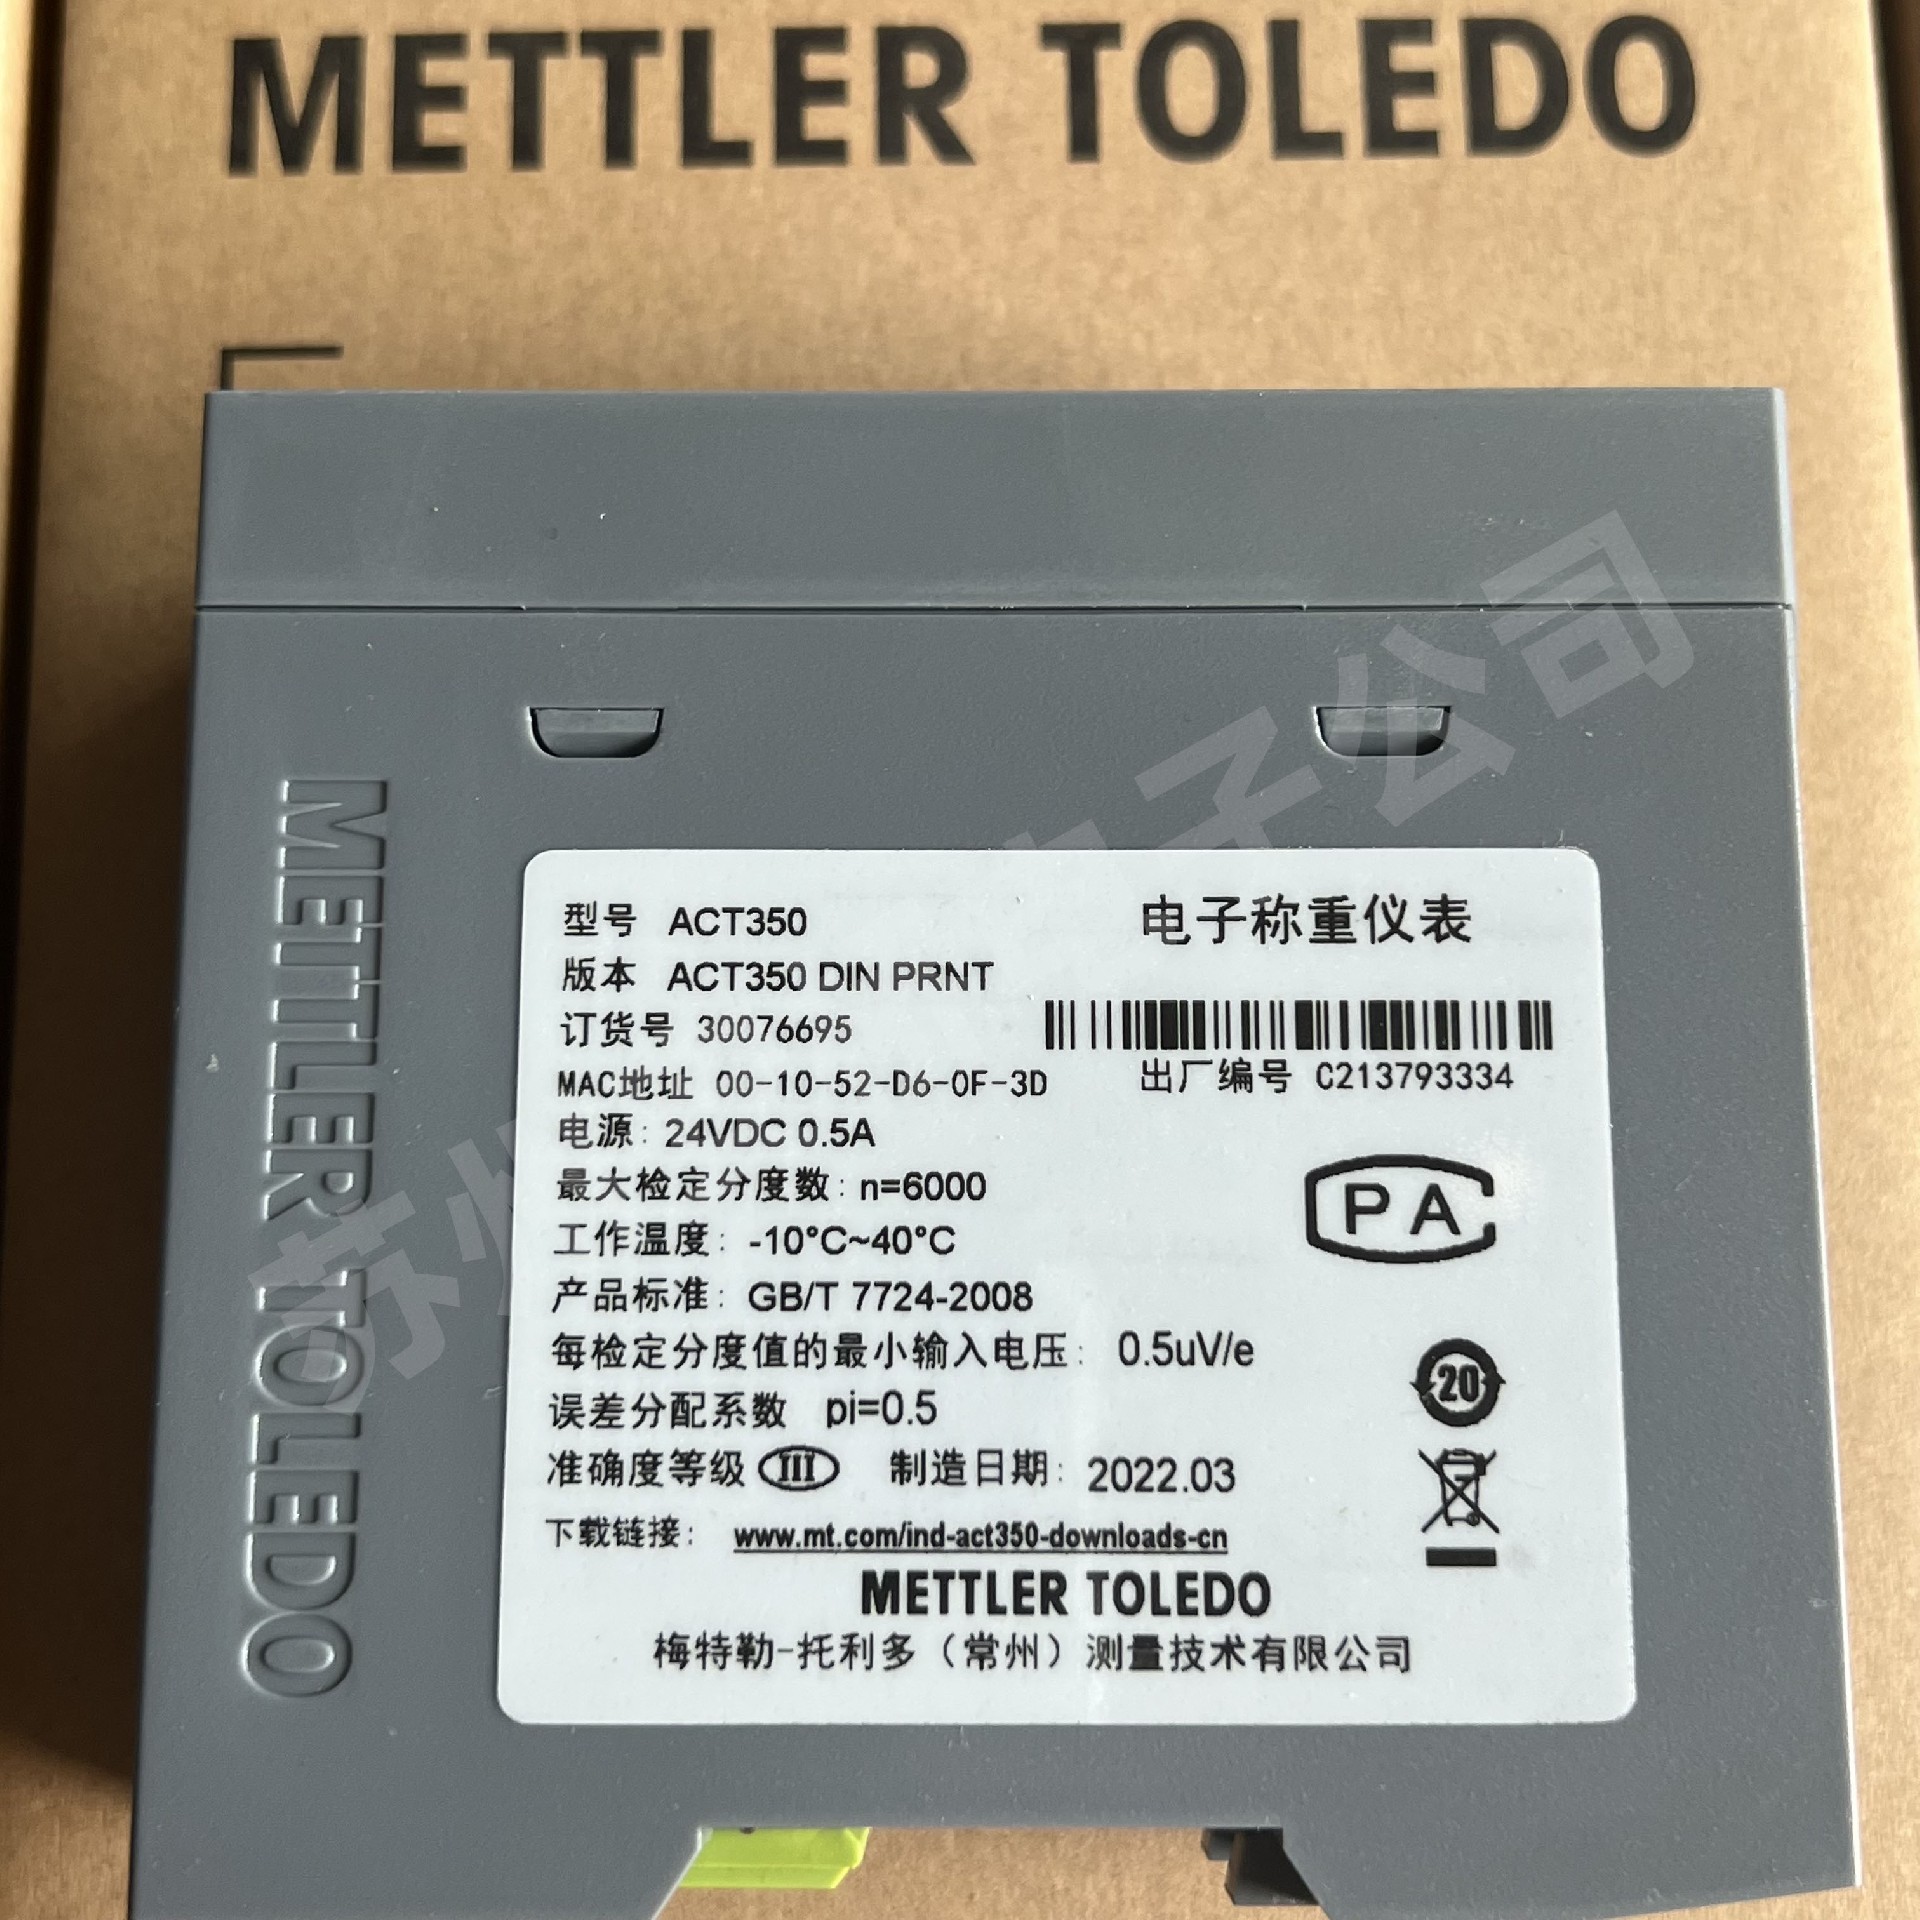 METTLER TOLEDO
METTLER TOLEDO
型号 ACT350
电子称重仪表
版本 ACT350 DIN PRNT
订货号 30076695
MAC地址 00-10-52-D6-0F-3D
出厂编号 C213793334
电源: 24VDC 0.5A
最大检定分度数: n=6000
工作温度: -10°C~40°C
PA
产品标准: GB/T 7724-2008
每检定分度值的最小输入电压: 0.5uV/e
20
误差分配系数 pi=0.5
准确度等级 III 制造日期: 2022.03
下载链接: www.mt.com/ind-act350-downloads-cn
METTLER TOLEDO
梅特勒-托利多（常州）测量技术有限公司
苏州
电子公司